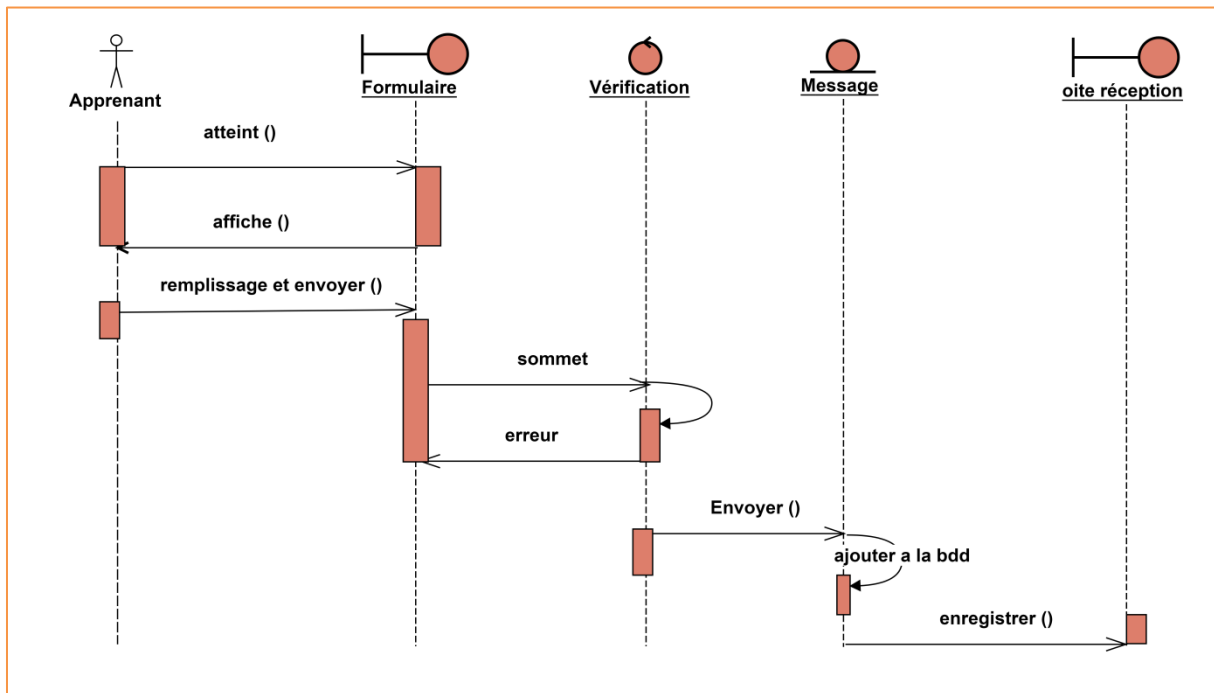 Apprenant
Formulaire
Vérification
Message
oite réception
atteint ()
affiche ()
remplissage et envoyer ()
sommet
erreur
Envoyer ()
ajouter a la bdd
enregistrer ()